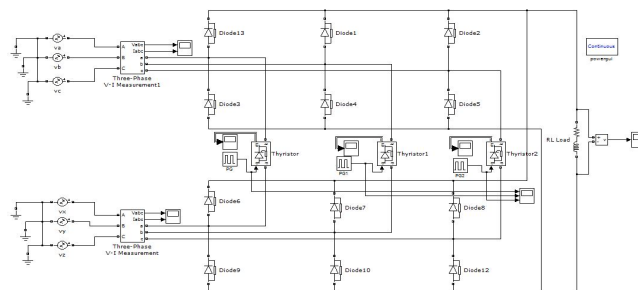 Diode13
Diode1
Diode2
va
vb
vc
A
B
C
Vabc
Iabc
a
b
c
Three-Phase
V-I Measurement1
Continuous
powergui
Diode3
Diode4
Diode5
RL Load
Thyristor
Thyristor1
Thyristor2
PG
PG1
PG2
Diode6
Diode7
Diode8
vx
vy
vz
A
B
C
Vabc
Iabc
a
b
c
Three-Phase
V-I Measurement
Diode9
Diode10
Diode12